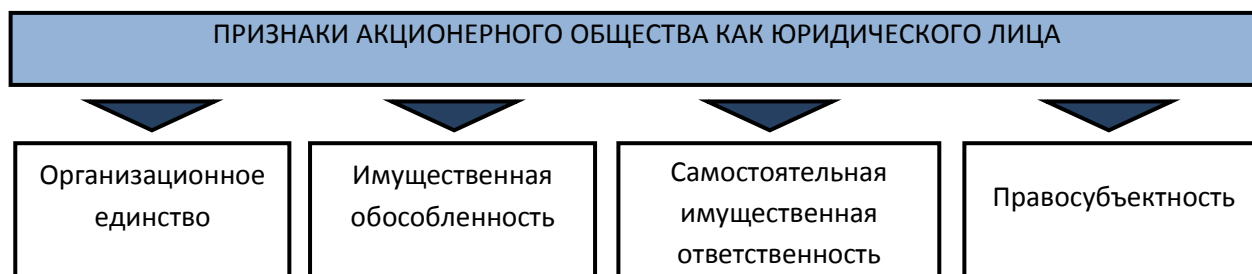 ПРИЗНАКИ АКЦИОНЕРНОГО ОБЩЕСТВА КАК ЮРИДИЧЕСКОГО ЛИЦА
Организационное
единство
Имущественная
обособленность
Самостоятельная
имущественная
ответственность
Правосубъектность